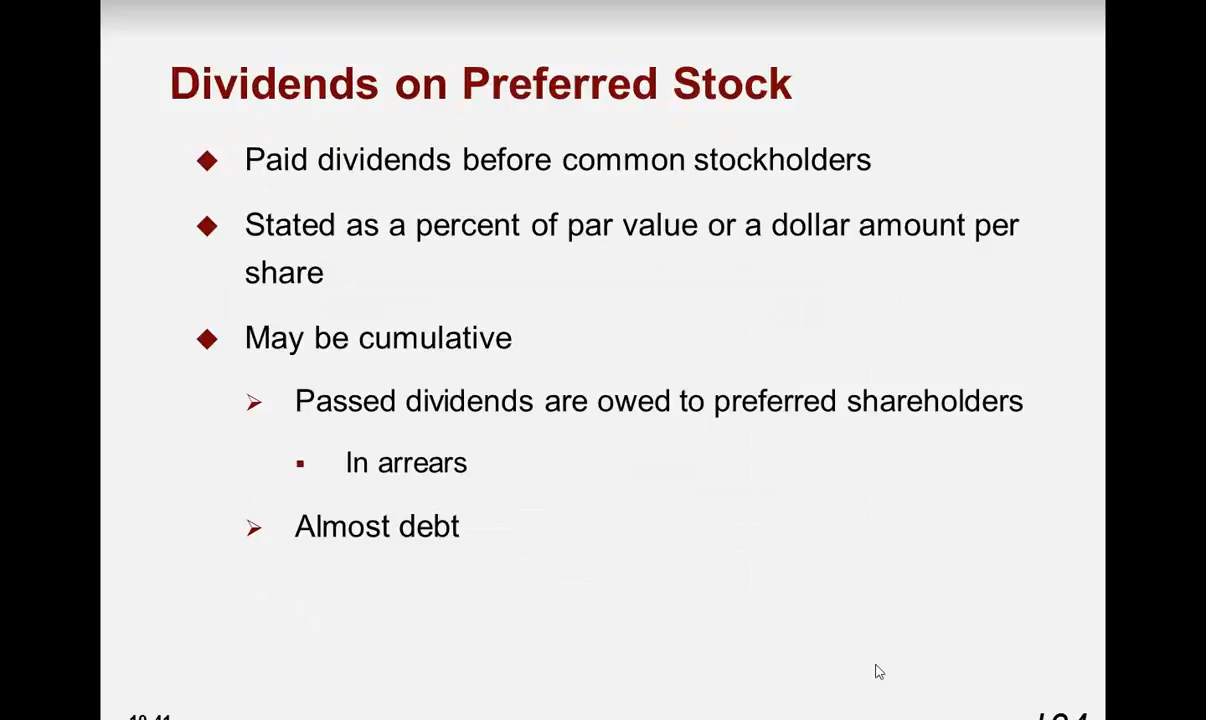 Dividends on Preferred Stock
Paid dividends before common stockholders
Stated as a percent of par value or a dollar amount per
share
May be cumulative
Passed dividends are owed to preferred shareholders
In arrears
Almost debt